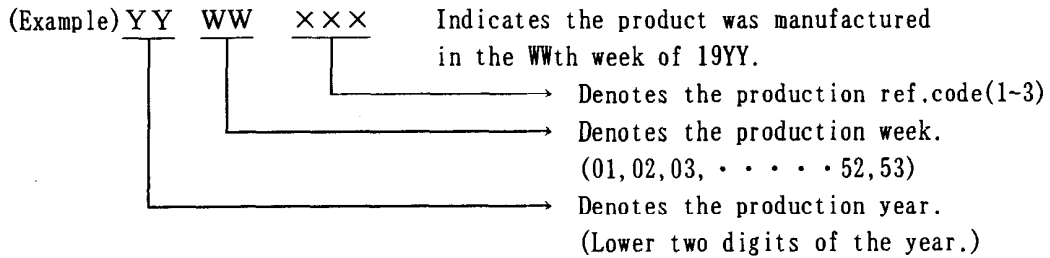 (Example) YY WW ××× Indicates the product was manufactured
in the WWth week of 19YY.
Denotes the production ref.code(1~3)
Denotes the production week.
(01,02,03, ・・・・・52,53)
Denotes the production year.
(Lower two digits of the year.)